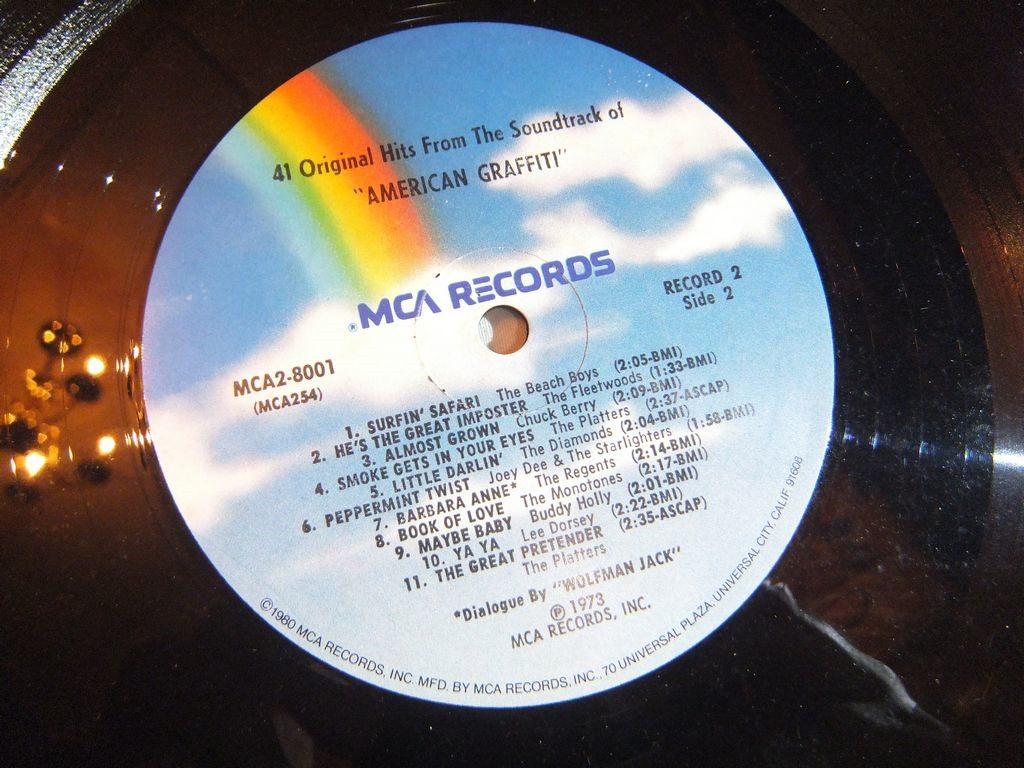 41 Original Hits From The Soundtrack of
"AMERICAN GRAFFITI"
® MCA RECORDS
RECORD 2
Side 2
MCA2-8001
(MCA254)
1. SURFIN' SAFARI The Beach Boys (2:05-BMI)
2. HE'S THE GREAT IMPOSTER The Fleetwoods (1:33-BMI)
3. ALMOST GROWN Chuck Berry (2:09-BMI)
4. SMOKE GETS IN YOUR EYES The Platters (2:37-ASCAP)
5. LITTLE DARLIN' The Diamonds (2:04-BMI)
6. PEPPERMINT TWIST Joey Dee & The Starlighters (1:58-BMI)
7. BARBARA ANNE* The Regents (2:14-BMI)
8. BOOK OF LOVE The Monotones (2:17-BMI)
9. MAYBE BABY Buddy Holly (2:01-BMI)
10. YA YA Lee Dorsey (2:22-BMI)
11. THE GREAT PRETENDER (2:35-ASCAP)
The Platters
*Dialogue By "WOLFMAN JACK"
℗ 1973
MCA RECORDS, INC.
©1980 MCA RECORDS, INC. MFD. BY MCA RECORDS, INC., 70 UNIVERSAL PLAZA, UNIVERSAL CITY, CALIF. 91608